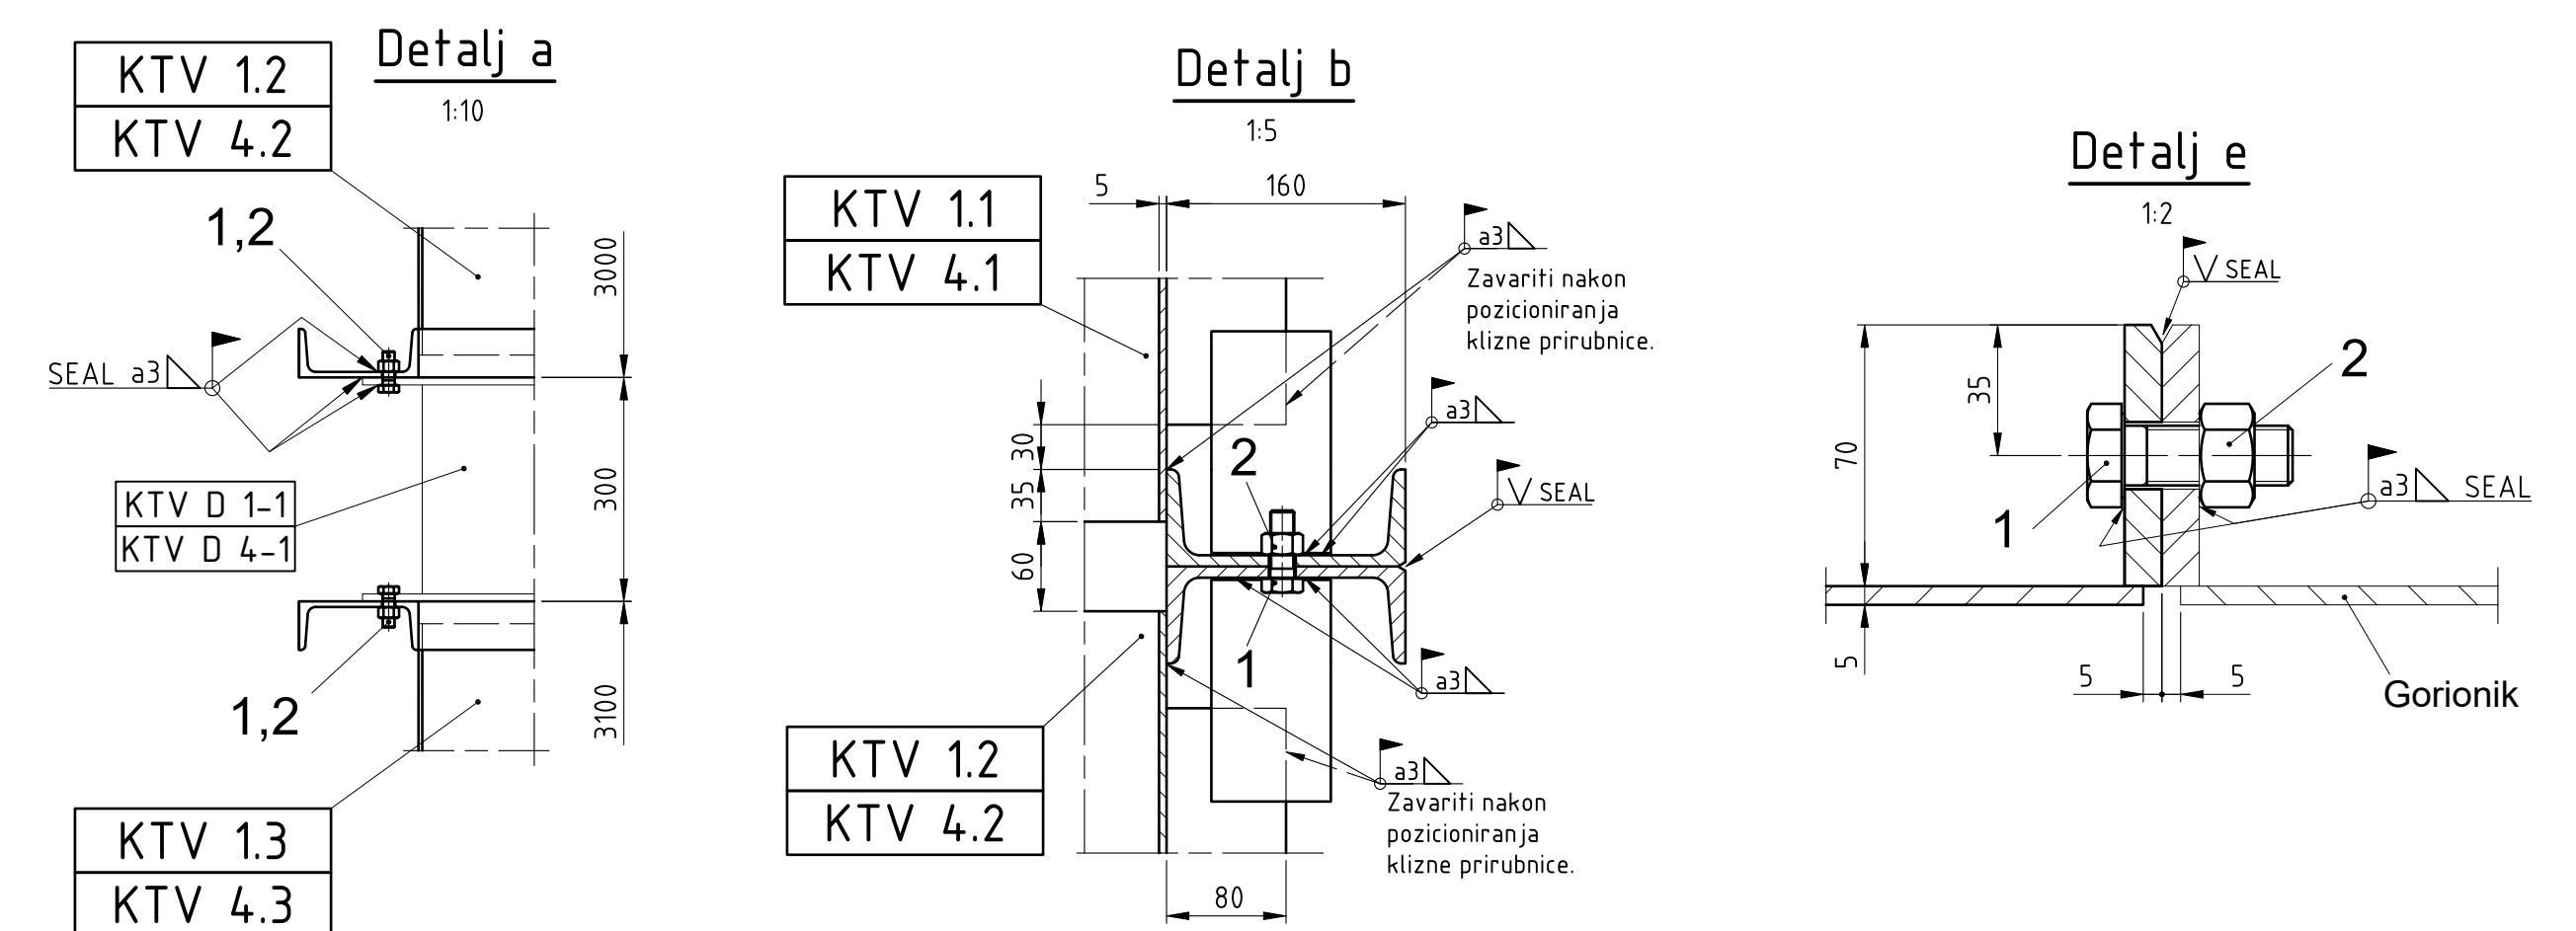 Detalj a
1:10
KTV 1.2
KTV 4.2
1,2
3000
SEAL a3
300
KTV D 1-1
KTV D 4-1
1,2
3100
KTV 1.3
KTV 4.3
Detalj b
1:5
5
160
KTV 1.1
KTV 4.1
a3
Zavariti nakon
pozicioniranja
klizne prirubnice.
a3
30
2
35
SEAL
60
1
a3
KTV 1.2
KTV 4.2
a3
Zavariti nakon
pozicioniranja
klizne prirubnice.
80
Detalj e
1:2
SEAL
35
2
70
a3 SEAL
1
5
5
5
Gorionik